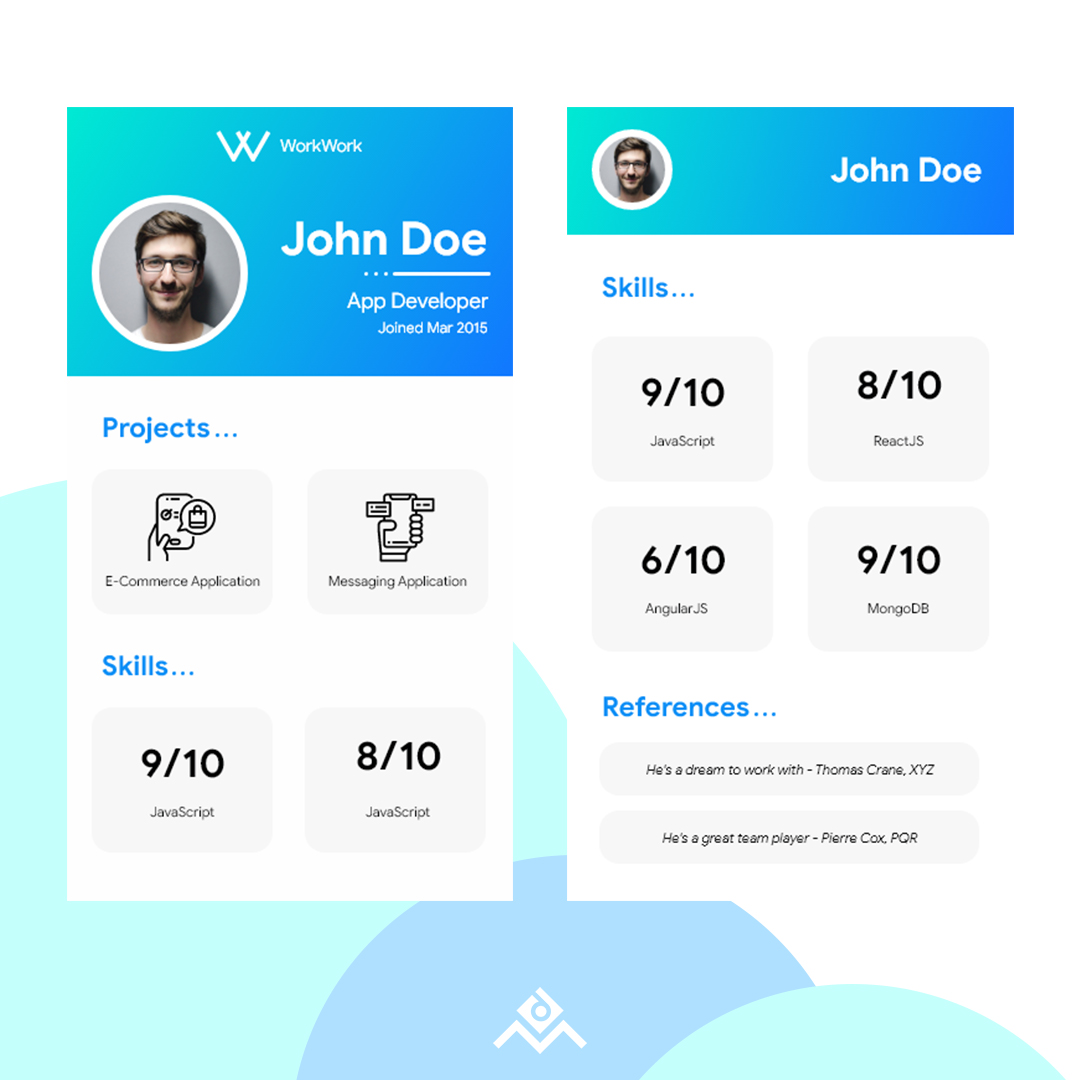 WorkWork
John Doe
App Developer
Joined Mar 2015
Projects...
E-Commerce Application
Messaging Application
Skills...
9/10
JavaScript
8/10
JavaScript
John Doe
Skills...
9/10
JavaScript
8/10
ReactJS
6/10
AngularJS
9/10
MongoDB
References...
He's a dream to work with - Thomas Crane, XYZ
He's a great team player - Pierre Cox, PQR